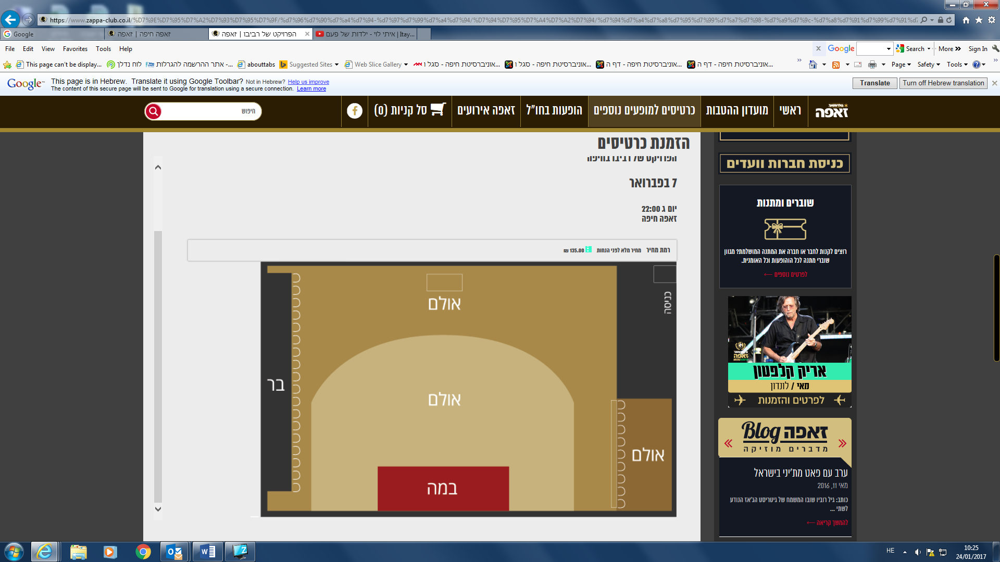 https://www.zappa-club.co.il/%D7%9E%D7%95%D7%A2%D7%93%D7%95%D7%9F/%d7%96%d7%90%d7%a4%d7%94-%d7%97%d7%99%d7%a4%d7%94/%D7%94%D7%95%D7%A4%D7%A2%D7%94/%d7%94%d7%a4%d7%a8%d7%95%d7%99%d7%a7%d7%98-%d7%a9%d7%9c-%d7%a8%d7%91%d7%99%d7%91%d7
Google
זאפה חיפה | זאפה
הפרויקט של רביבו | זאפה
איתי לוי - ילדות של פעם | Itay...
File Edit View Favorites Tools Help
Google Search More Sign In
This page can't be display...
לוח נדלן
אתר ההרשמה להגרלות -...
abouttabs
Suggested Sites
Web Slice Gallery
אוניברסיטת חיפה - סגל ו...
אוניברסיטת חיפה - סגל ו...
אוניברסיטת חיפה - דף ה...
אוניברסיטת חיפה - דף ה...
Page Safety Tools
Google
This page is in Hebrew. Translate it using Google Toolbar? Not in Hebrew? Help us improve
The content of this secure page will be sent to Google for translation using a secure connection. Learn more
Translate
Turn off Hebrew translation
זאפה
ראשי
מועדון ההטבות
כרטיסים למופעים נוספים
הופעות בחו"ל
זאפה אירועים
סל קניות (0)
חיפוש
הזמנת כרטיסים
הפרויקט של רביבו בחיפה
7 בפברואר
יום ג 22:00
זאפה חיפה
רמת מחיר מחיר מלא לפני הנחות 135.00 ₪
אולם
כניסה
בר
אולם
אולם
במה
כניסת חברות וועדים
שוברים ומתנות
רוצים לקנות לחבר או חברה את המתנה המושלמת? מגוון
שוברי מתנה לכל הוהופעות וכל האומנית.
לפרטים נוספים
זאפה
אריק קלפטון
מאי / לונדון
לפרטים והזמנות
זאפה Blog
מדברים מוזיקה
ערב עם פאט מת'יני בישראל
מאי 11, 2016
כותב: גיל רוביו שובו המשמח של גיטריסט הג'אז הנודע
לשתי ...
להמשך קריאה
HE
10:25
24/01/2017